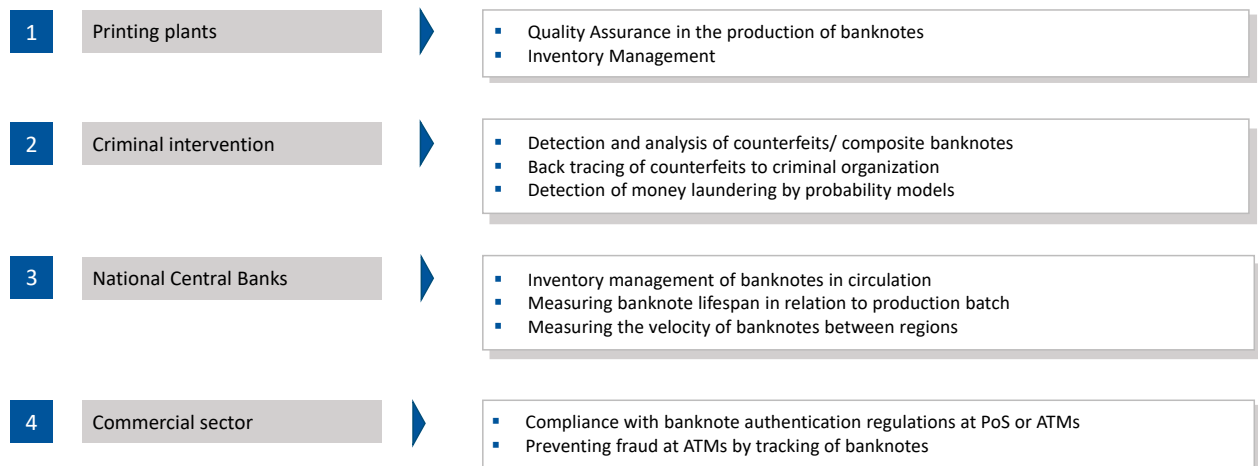 1 Printing plants
▪ Quality Assurance in the production of banknotes
▪ Inventory Management
2 Criminal intervention
▪ Detection and analysis of counterfeits/ composite banknotes
▪ Back tracing of counterfeits to criminal organization
▪ Detection of money laundering by probability models
3 National Central Banks
▪ Inventory management of banknotes in circulation
▪ Measuring banknote lifespan in relation to production batch
▪ Measuring the velocity of banknotes between regions
4 Commercial sector
▪ Compliance with banknote authentication regulations at PoS or ATMs
▪ Preventing fraud at ATMs by tracking of banknotes